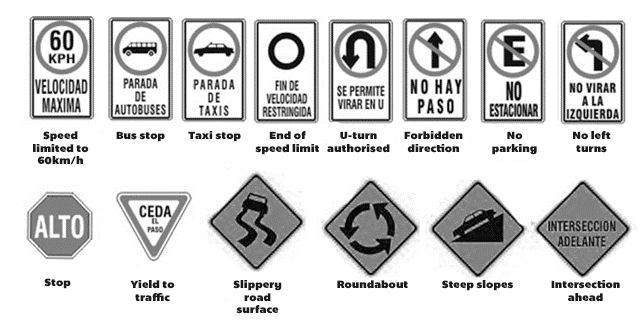 60
KPH
VELOCIDAD
MAXIMA
PARADA
DE
AUTOBUSES
PARADA
DE
TAXIS
FIN DE
VELOCIDAD
RESTRINGIDA
SE PERMITE
VIRAR EN U
NO HAY
PASO
E
NO
ESTACIONAR
NO VIRAR
A LA
IZQUIERDA
Speed
limited to
60km/h
Bus stop
Taxi stop
End of
speed limit
U-turn
authorised
Forbidden
direction
No
parking
No left
turns
ALTO
CEDA
EL
PASO
INTERSECCION
ADELANTE
Stop
Yield to
traffic
Slippery
road
surface
Roundabout
Steep slopes
Intersection
ahead